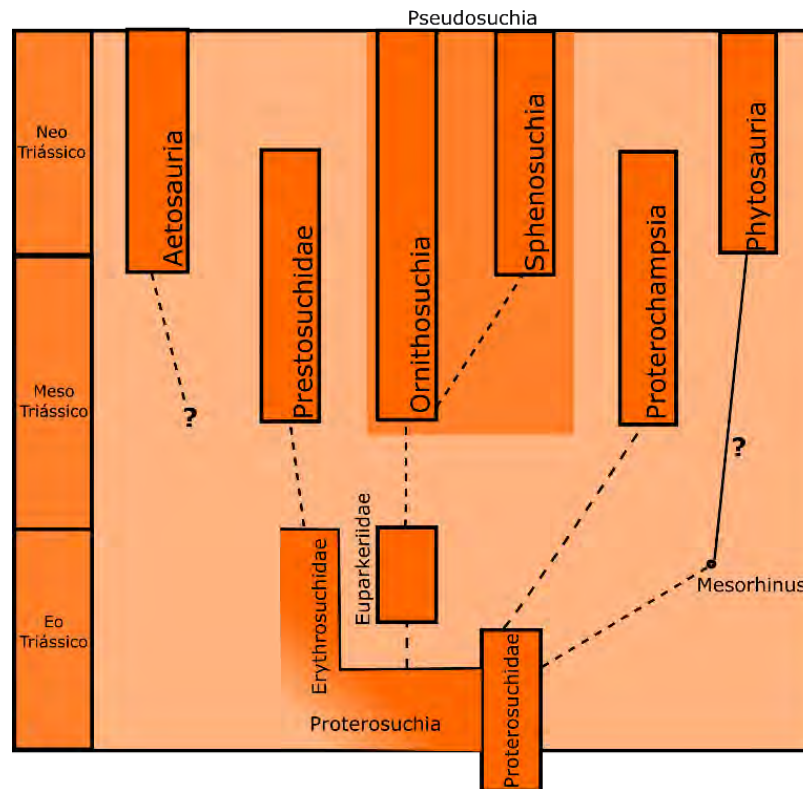 Pseudosuchia
Neo
Triássico
Aetosauria
Prestosuchidae
Ornithosuchia
Sphenosuchia
Proterochampsia
Phytosauria
Meso
Triássico
?
?
Eo
Triássico
Erythrosuchidae
Euparkeriidae
Mesorhinus
Proterosuchia
Proterosuchidae